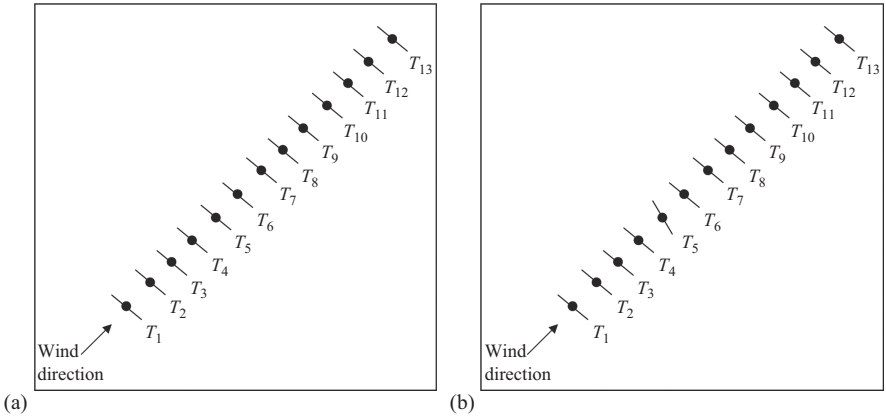 T13
T12
T11
T10
T9
T8
T7
T6
T5
T4
T3
T2
T1
Wind
direction
(a)
T13
T12
T11
T10
T9
T8
T7
T6
T5
T4
T3
T2
T1
Wind
direction
(b)